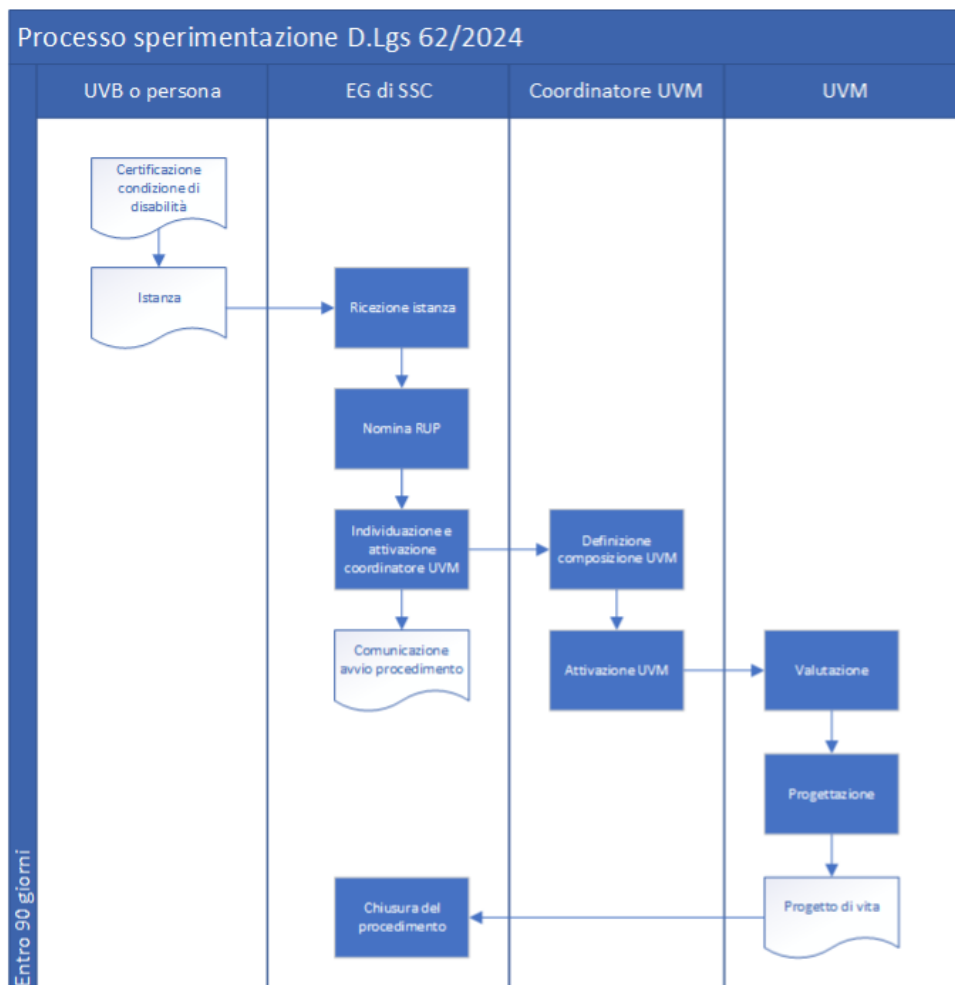 Processo sperimentazione D.Lgs 62/2024
UVB o persona
EG di SSC
Coordinatore UVM
UVM
Certificazione
condizione di
disabilità
Istanza
Ricezione istanza
Nomina RUP
Individuazione e
attivazione
coordinatore UVM
Definizione
composizione UVM
Comunicazione
avvio procedimento
Attivazione UVM
Valutazione
Progettazione
Progetto di vita
Chiusura del
procedimento
Entro 90 giorni